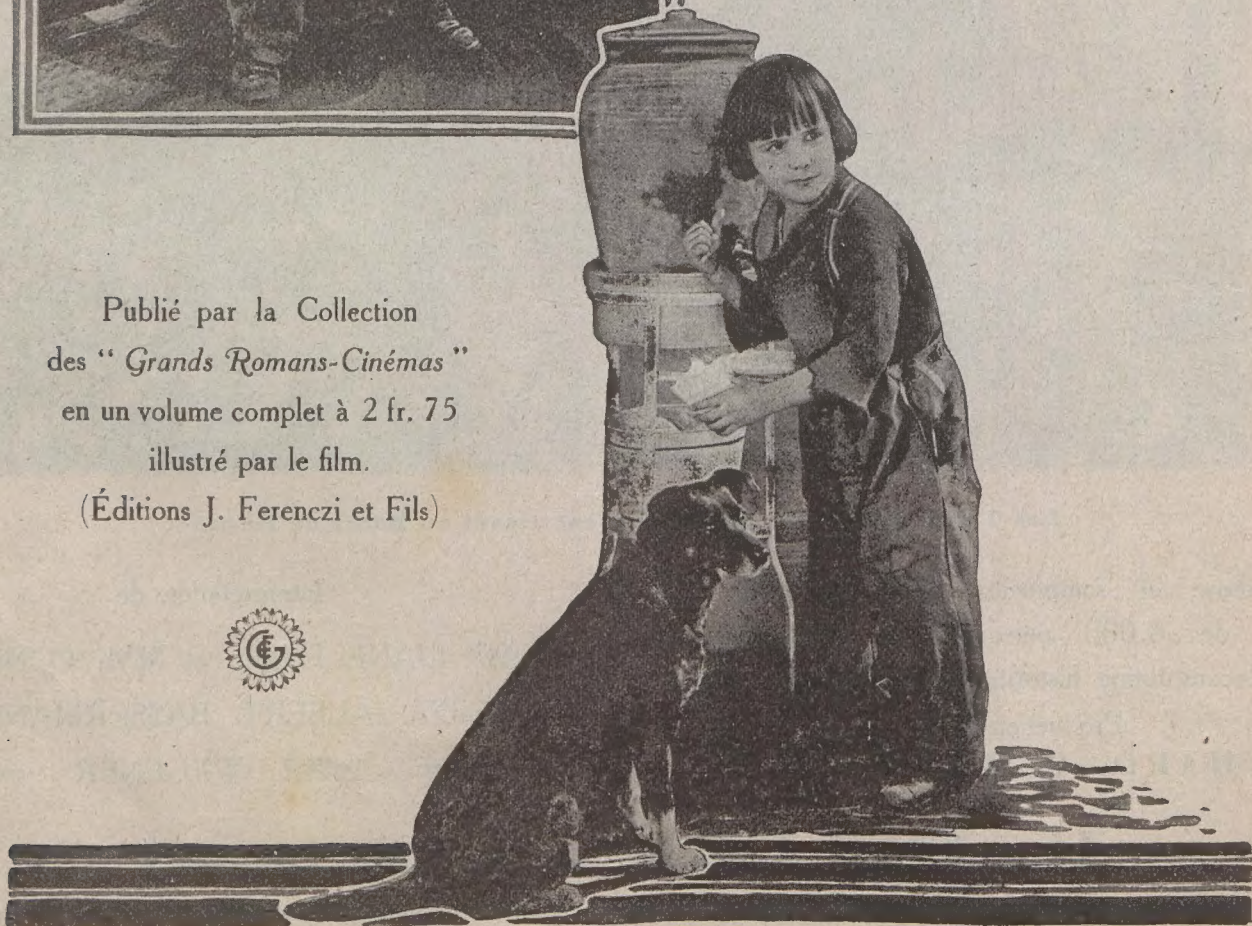 Publié par la Collection
des “ Grands Romans-Cinémas ”
en un volume complet à 2 fr. 75
illustré par le film.
(Éditions J. Ferenczi et Fils)